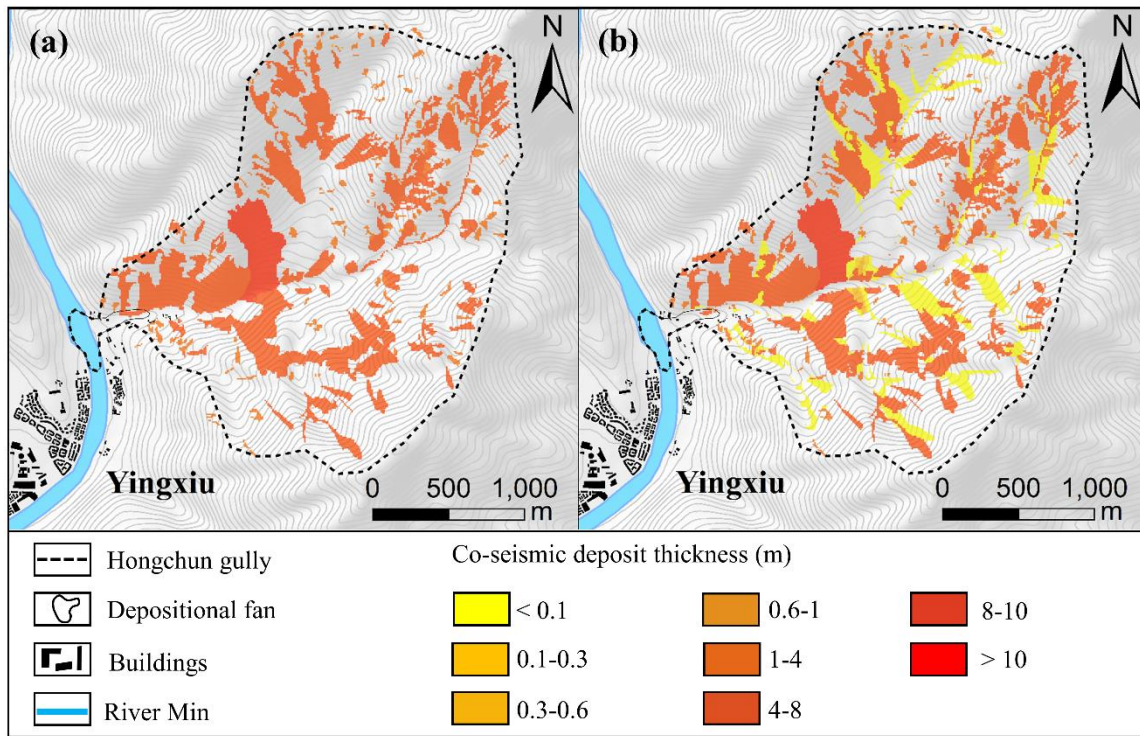 (a)
N
Yingxiu
0 500 1,000
m
(b)
N
Yingxiu
0 500 1,000
m
Hongchun gully
Depositional fan
Buildings
River Min
Co-seismic deposit thickness (m)
< 0.1
0.1-0.3
0.3-0.6
0.6-1
1-4
4-8
8-10
> 10